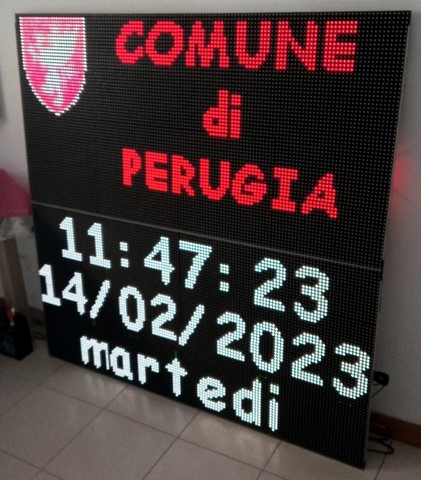 COMUNE
di
PERUGIA
11:47:23
14/02/2023
martedi